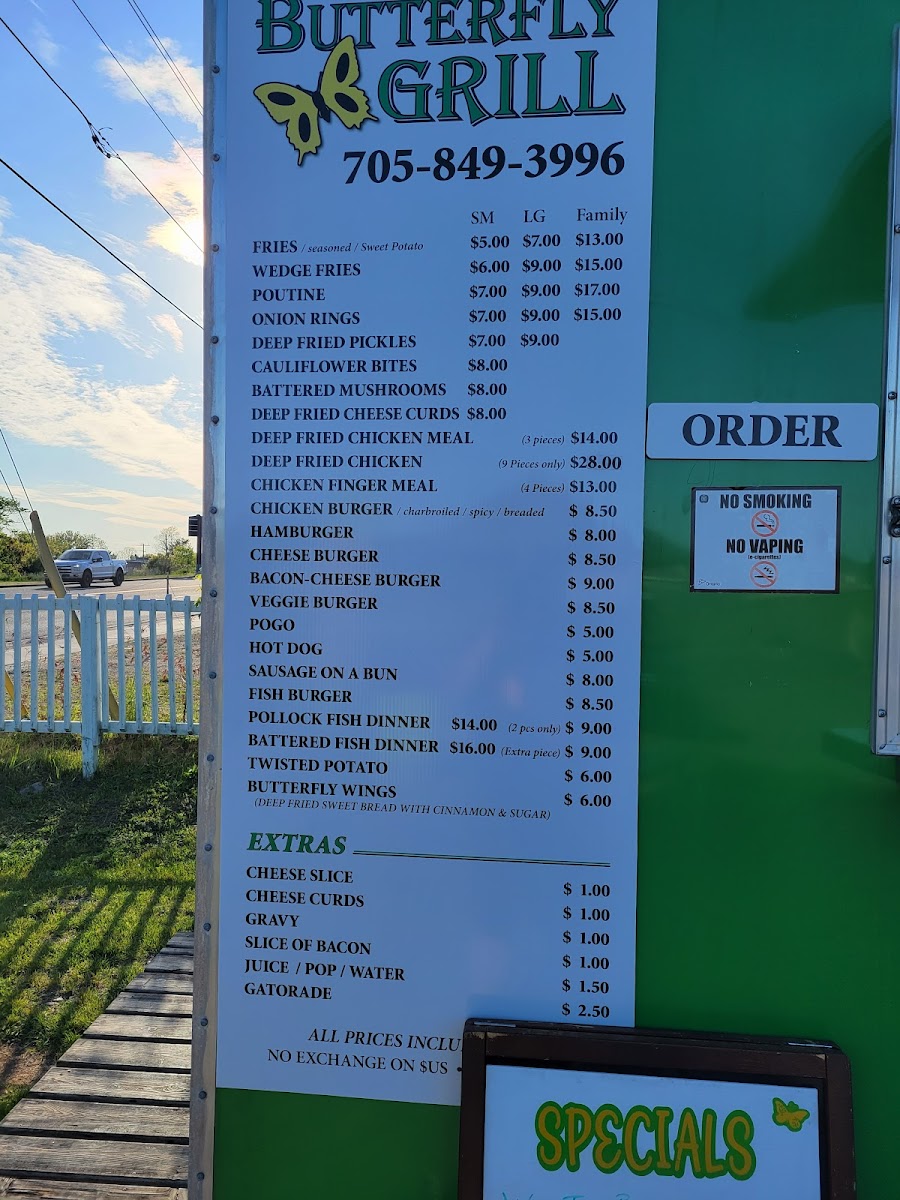 BUTTERFLY
GRILL
705-849-3996
SM LG Family
FRIES / seasoned / Sweet Potato $5.00 $7.00 $13.00
WEDGE FRIES $6.00 $9.00 $15.00
POUTINE $7.00 $9.00 $17.00
ONION RINGS $7.00 $9.00 $15.00
DEEP FRIED PICKLES $7.00 $9.00
CAULIFLOWER BITES $8.00
BATTERED MUSHROOMS $8.00
DEEP FRIED CHEESE CURDS $8.00
DEEP FRIED CHICKEN MEAL (3 pieces) $14.00
DEEP FRIED CHICKEN (9 Pieces only) $28.00
CHICKEN FINGER MEAL (4 Pieces) $13.00
CHICKEN BURGER / charbroiled / spicy / breaded $ 8.50
HAMBURGER $ 8.00
CHEESE BURGER $ 8.50
BACON-CHEESE BURGER $ 9.00
VEGGIE BURGER $ 8.50
POGO $ 5.00
HOT DOG $ 5.00
SAUSAGE ON A BUN $ 8.00
FISH BURGER $ 8.50
POLLOCK FISH DINNER $14.00 (2 pcs only) $ 9.00
BATTERED FISH DINNER $16.00 (Extra piece) $ 9.00
TWISTED POTATO $ 6.00
BUTTERFLY WINGS $ 6.00
(DEEP FRIED SWEET BREAD WITH CINNAMON & SUGAR)
EXTRAS
CHEESE SLICE $ 1.00
CHEESE CURDS $ 1.00
GRAVY $ 1.00
SLICE OF BACON $ 1.00
JUICE / POP / WATER $ 1.50
GATORADE $ 2.50
ALL PRICES INCLU
NO EXCHANGE ON $US
ORDER
NO SMOKING
NO VAPING
(e-cigarettes)
SPECIALS